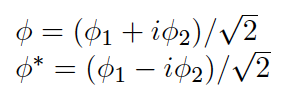 ϕ = (ϕ₁ + iϕ₂)/√2
ϕ* = (ϕ₁ − iϕ₂)/√2